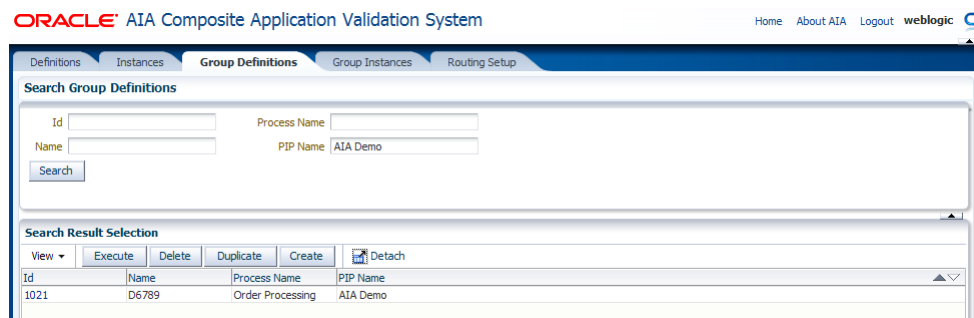 ORACLE AIA Composite Application Validation System
Home About AIA Logout weblogic
Definitions Instances Group Definitions Group Instances Routing Setup
Search Group Definitions
Id Process Name
Name PIP Name AIA Demo
Search
Search Result Selection
View Execute Delete Duplicate Create Detach
Id Name Process Name PIP Name
1021 D6789 Order Processing AIA Demo